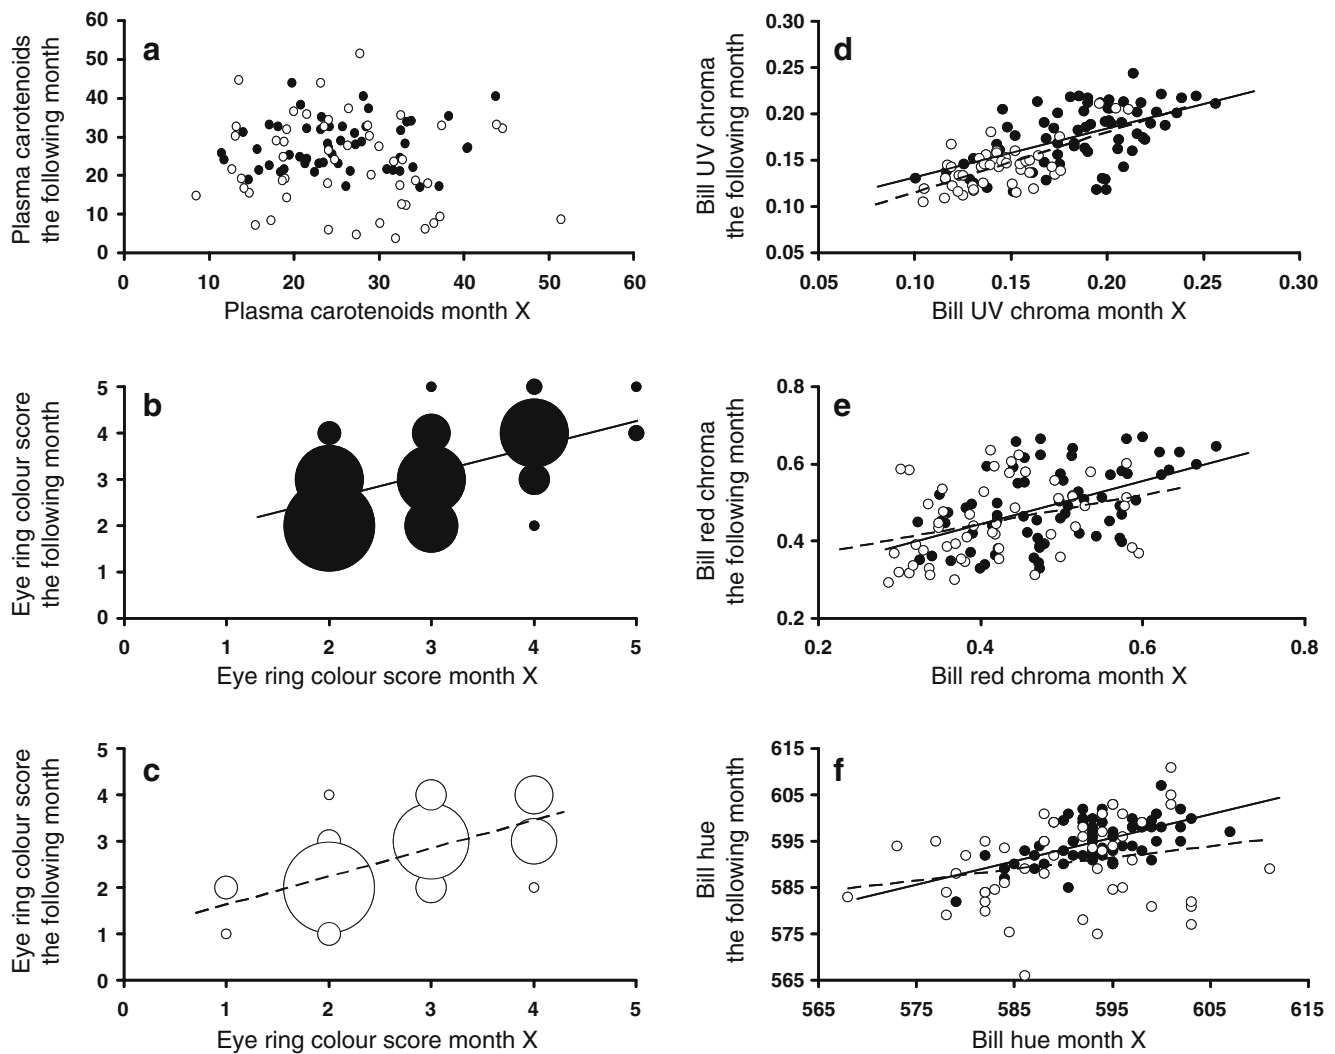 Plasma carotenoids
the following month
60
50
40
30
20
10
0
a
0 10 20 30 40 50 60
Plasma carotenoids month X
Bill UV chroma
the following month
0.30
0.25
0.20
0.15
0.10
0.05
d
0.05 0.10 0.15 0.20 0.25 0.30
Bill UV chroma month X
Eye ring colour score
the following month
5
4
3
2
1
0
b
0 1 2 3 4 5
Eye ring colour score month X
Bill red chroma
the following month
0.8
0.6
0.4
0.2
e
0.2 0.4 0.6 0.8
Bill red chroma month X
Eye ring colour score
the following month
5
4
3
2
1
0
c
0 1 2 3 4 5
Eye ring colour score month X
Bill hue
the following month
615
605
595
585
575
565
f
565 575 585 595 605 615
Bill hue month X